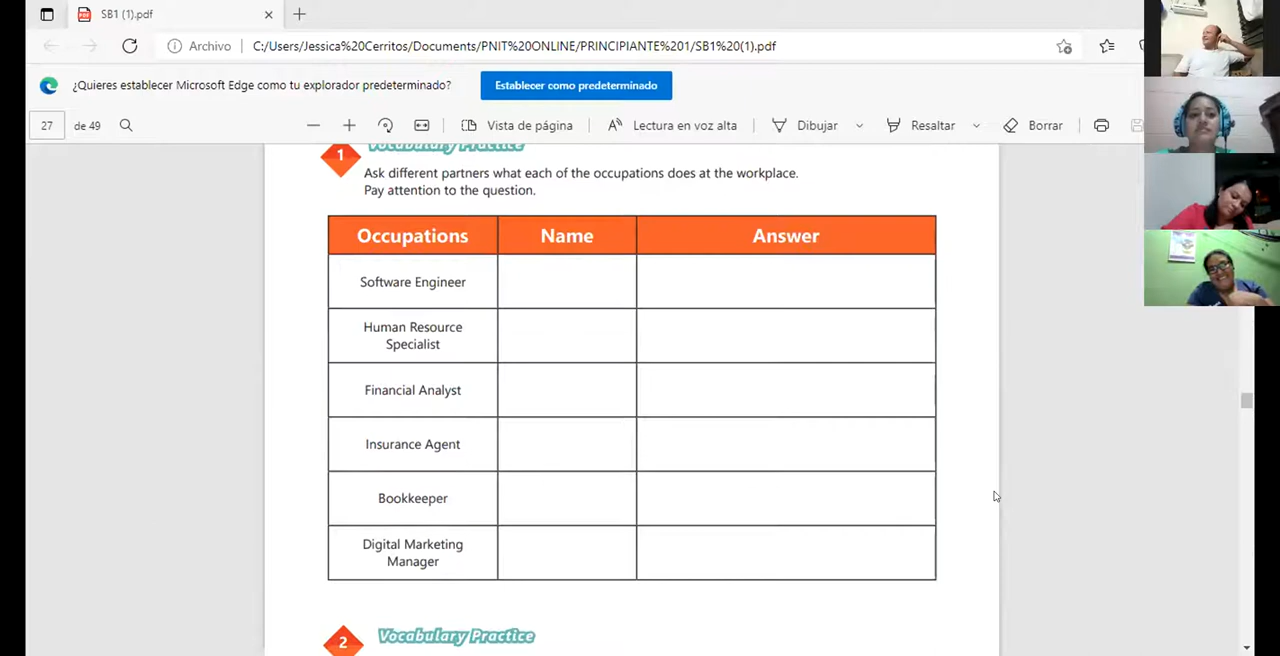 SB1 (1).pdf
Archivo
C:/Users/Jessica%20Cerritos/Documents/PNIT%20ONLINE/PRINCIPIANTE%201/SB1%20(1).pdf
¿Quieres establecer Microsoft Edge como tu explorador predeterminado?
Establecer como predeterminado
27 de 49
Vista de página
Lectura en voz alta
Dibujar
Resaltar
Borrar
1 Vocabulary Practice
Ask different partners what each of the occupations does at the workplace.
Pay attention to the question.
Occupations Name Answer
Software Engineer
Human Resource
Specialist
Financial Analyst
Insurance Agent
Bookkeeper
Digital Marketing
Manager
2 Vocabulary Practice